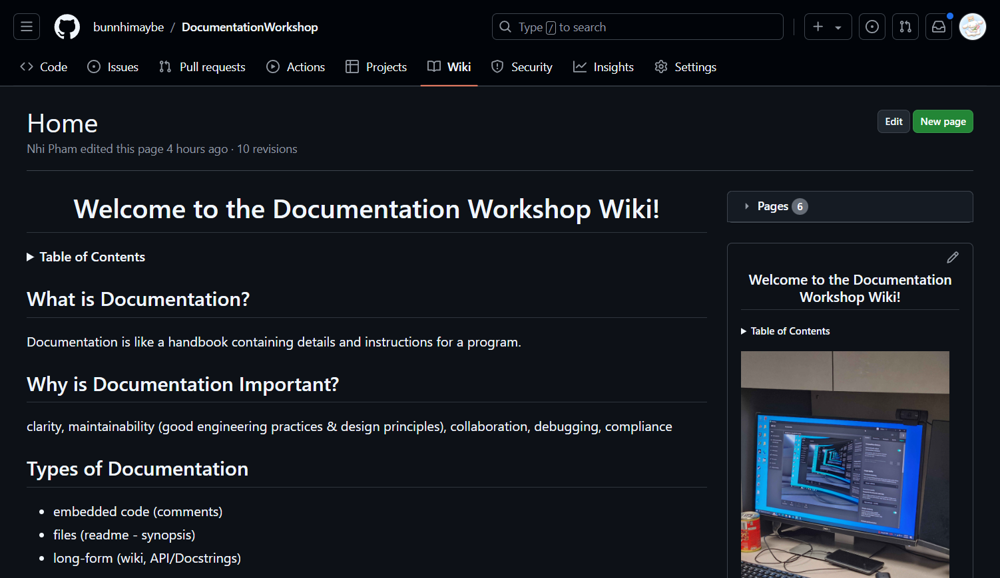 bunnhimaybe / DocumentationWorkshop
Type / to search
Code Issues Pull requests Actions Projects Wiki Security Insights Settings
Home
Edit New page
Nhi Pham edited this page 4 hours ago · 10 revisions
Welcome to the Documentation Workshop Wiki!
Table of Contents
What is Documentation?
Documentation is like a handbook containing details and instructions for a program.
Why is Documentation Important?
clarity, maintainability (good engineering practices & design principles), collaboration, debugging, compliance
Types of Documentation
• embedded code (comments)
• files (readme - synopsis)
• long-form (wiki, API/Docstrings)
Pages 6
Welcome to the Documentation
Workshop Wiki!
Table of Contents